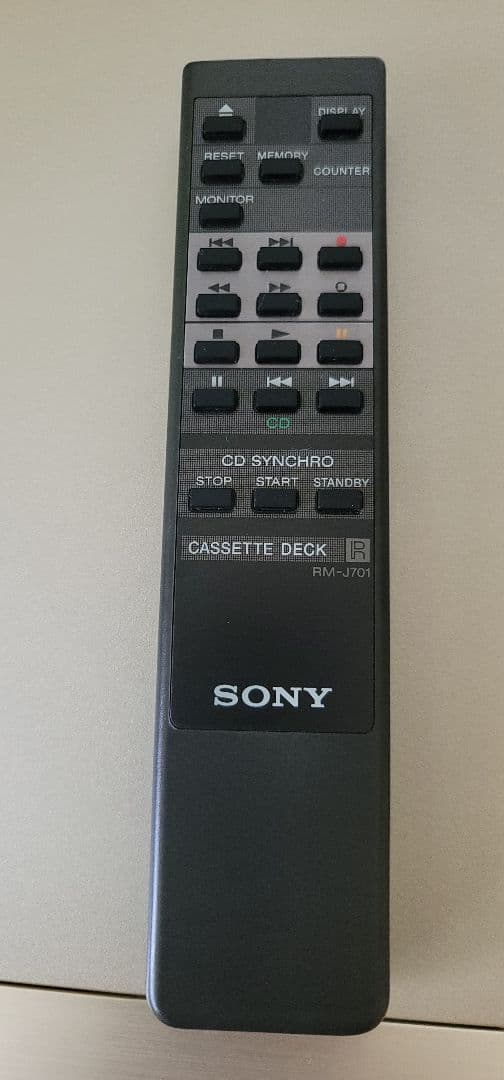 DISPLAY
RESET MEMORY
COUNTER
MONITOR
CD
CD SYNCHRO
STOP START STANDBY
CASSETTE DECK R
RM-J701
SONY